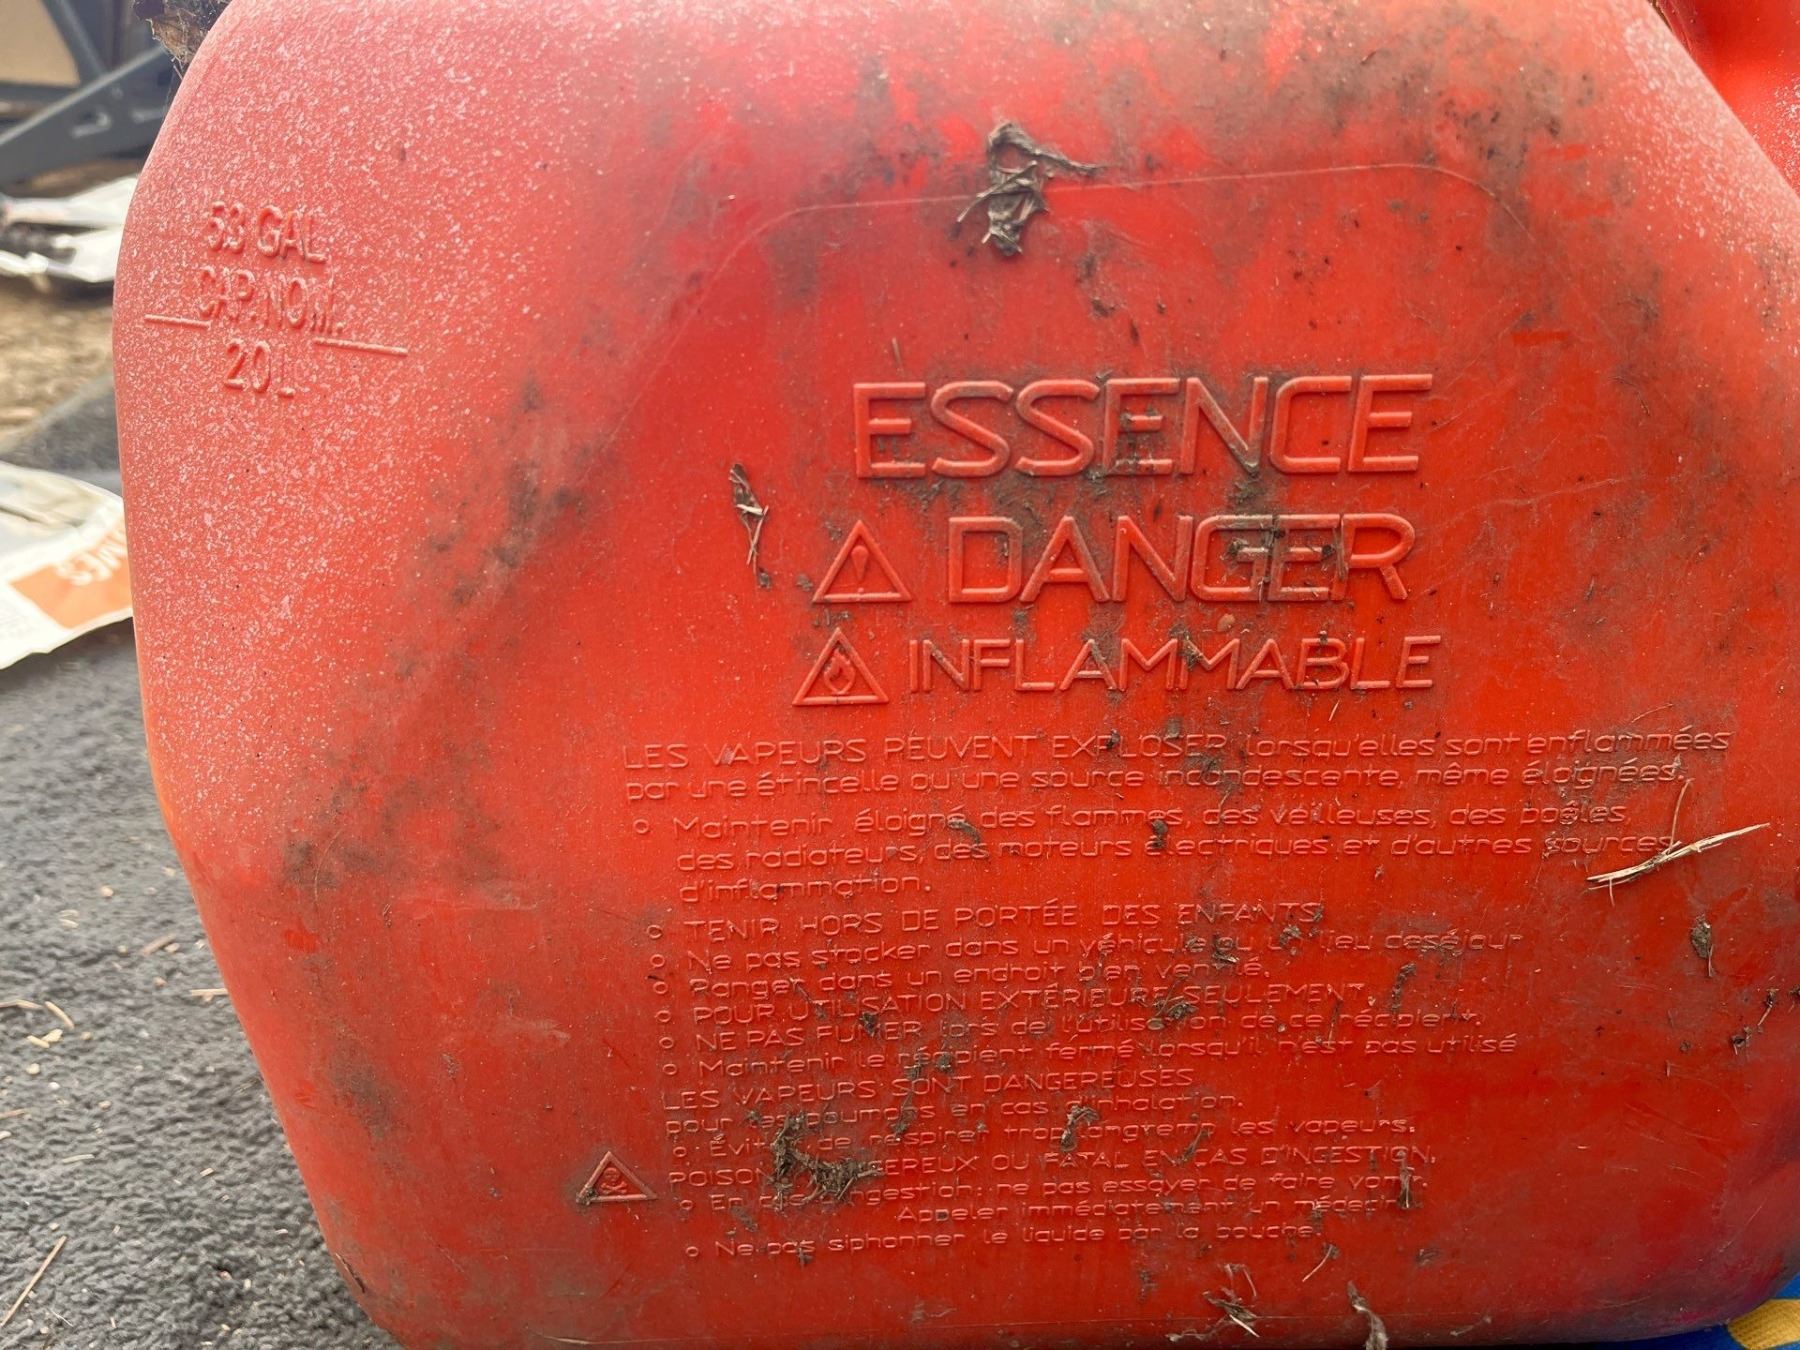 5.3 GAL
CAP. NOM.
20 L
ESSENCE
DANGER
INFLAMMABLE
LES VAPEURS PEUVENT EXPLOSER lorsqu'elles sont enflammées
par une étincelle ou une source incandescente, même éloignées.
o Maintenir éloigné des flammes, des veilleuses, des poêles,
des radiateurs, des moteurs électriques et d'autres sources
d'inflammation.
o TENIR HORS DE PORTÉE DES ENFANTS
o Ne pas stocker dans un véhicule ou un lieu de séjour
o Ranger dans un endroit bien ventilé.
o POUR UTILISATION EXTÉRIEURE SEULEMENT
o NE PAS FUMER lors de l'utilisation de ce récipient.
o Maintenir le récipient fermé lorsqu'il n'est pas utilisé
LES VAPEURS SONT DANGEREUSES
pour les poumons en cas d'inhalation.
o Éviter de respirer trop longtemps les vapeurs.
POISON DANGEREUX OU FATAL EN CAS D'INGESTION.
o En cas d'ingestion: ne pas essayer de faire vomir.
Appeler immédiatement un médecin.
o Ne pas siphonner le liquide par la bouche.